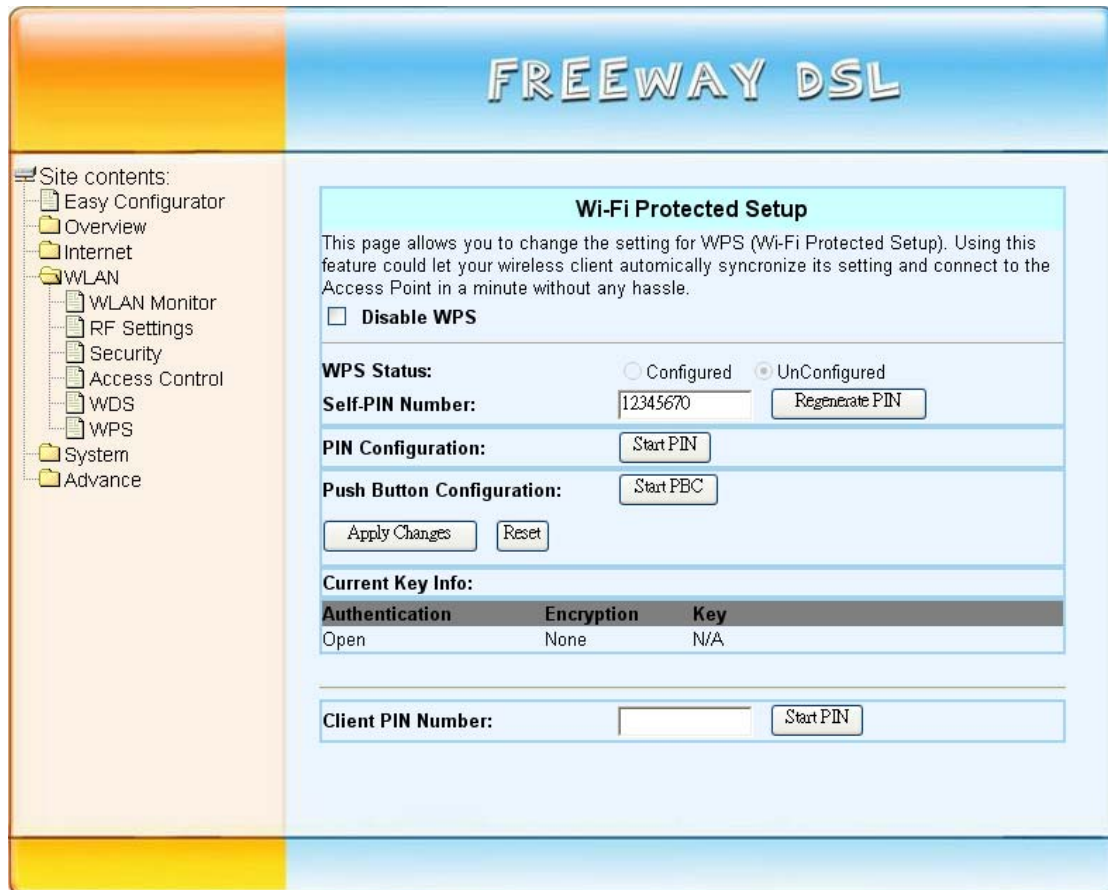 FREEWAY DSL
Site contents:
Easy Configurator
Overview
Internet
WLAN
WLAN Monitor
RF Settings
Security
Access Control
WDS
WPS
System
Advance
Wi-Fi Protected Setup
This page allows you to change the setting for WPS (Wi-Fi Protected Setup). Using this
feature could let your wireless client automically syncronize its setting and connect to the
Access Point in a minute without any hassle.
Disable WPS
WPS Status: Configured UnConfigured
Self-PIN Number: 12345670 Regenerate PIN
PIN Configuration: Start PIN
Push Button Configuration: Start PBC
Apply Changes Reset
Current Key Info:
Authentication Encryption Key
Open None N/A
Client PIN Number: Start PIN